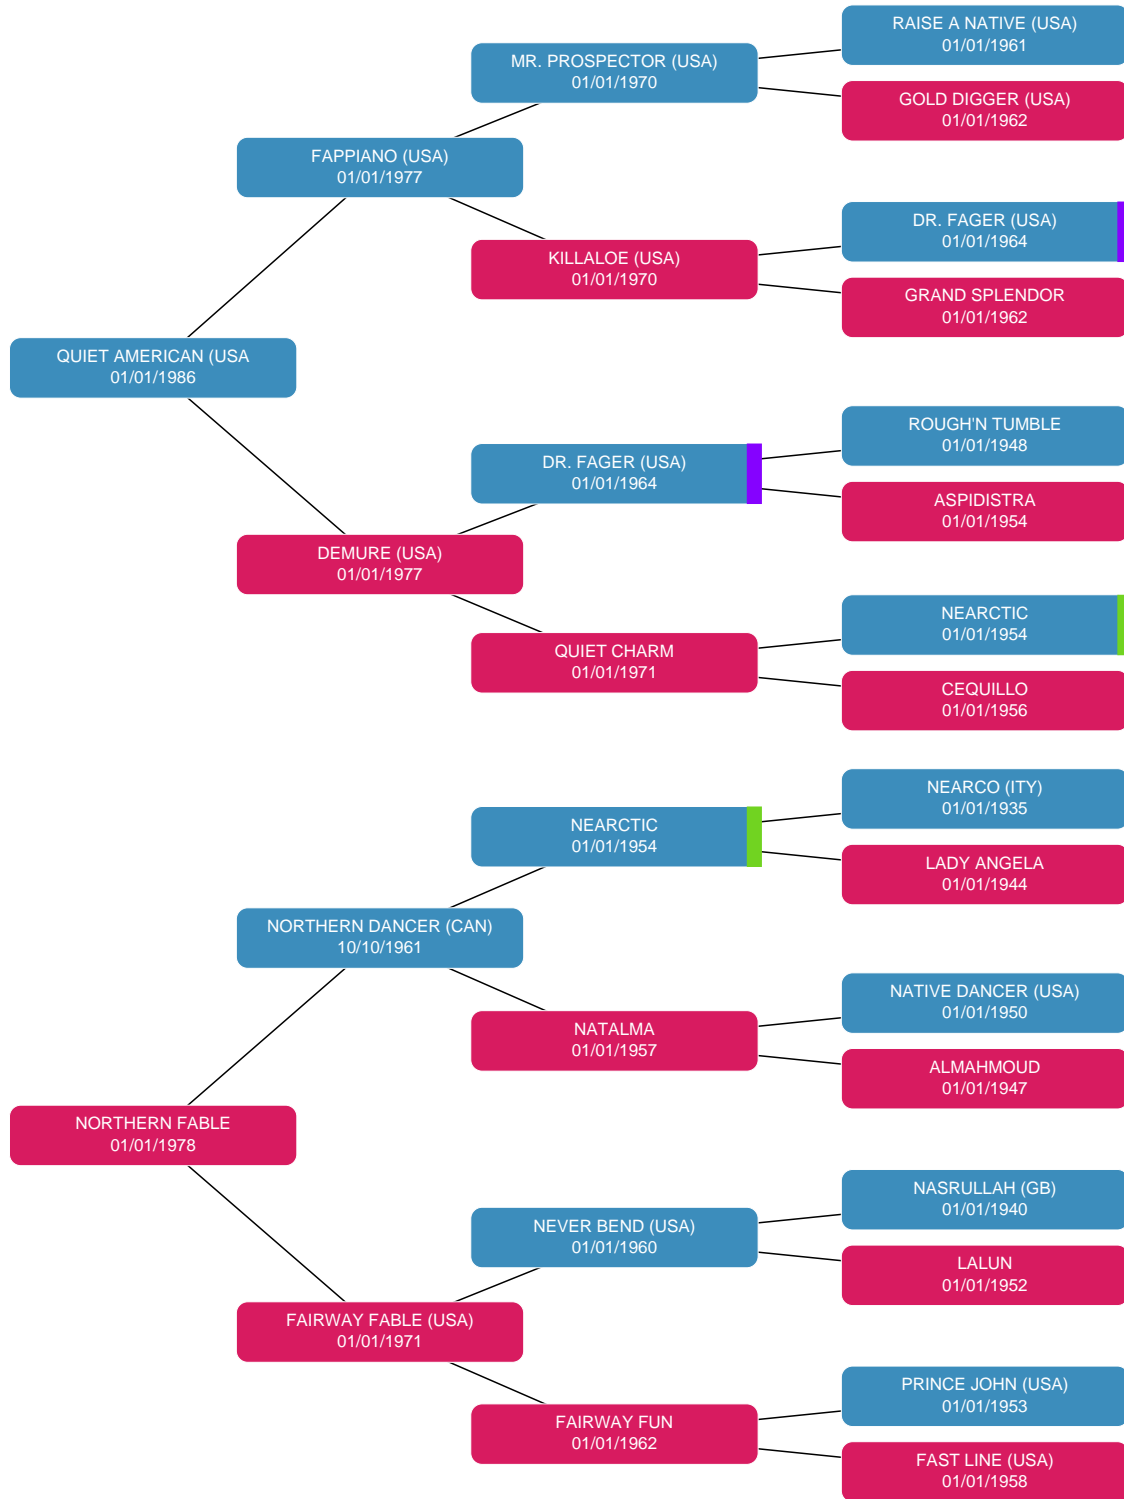 RAISE A NATIVE (USA)
01/01/1961
MR. PROSPECTOR (USA)
01/01/1970
GOLD DIGGER (USA)
01/01/1962
FAPPIANO (USA)
01/01/1977
DR. FAGER (USA)
01/01/1964
KILLALOE (USA)
01/01/1970
GRAND SPLENDOR
01/01/1962
QUIET AMERICAN (USA
01/01/1986
ROUGH'N TUMBLE
01/01/1948
DR. FAGER (USA)
01/01/1964
ASPIDISTRA
01/01/1954
DEMURE (USA)
01/01/1977
NEARCTIC
01/01/1954
QUIET CHARM
01/01/1971
CEQUILLO
01/01/1956
NEARCO (ITY)
01/01/1935
NEARCTIC
01/01/1954
LADY ANGELA
01/01/1944
NORTHERN DANCER (CAN)
10/10/1961
NATIVE DANCER (USA)
01/01/1950
NATALMA
01/01/1957
ALMAHMOUD
01/01/1947
NORTHERN FABLE
01/01/1978
NASRULLAH (GB)
01/01/1940
NEVER BEND (USA)
01/01/1960
LALUN
01/01/1952
FAIRWAY FABLE (USA)
01/01/1971
PRINCE JOHN (USA)
01/01/1953
FAIRWAY FUN
01/01/1962
FAST LINE (USA)
01/01/1958